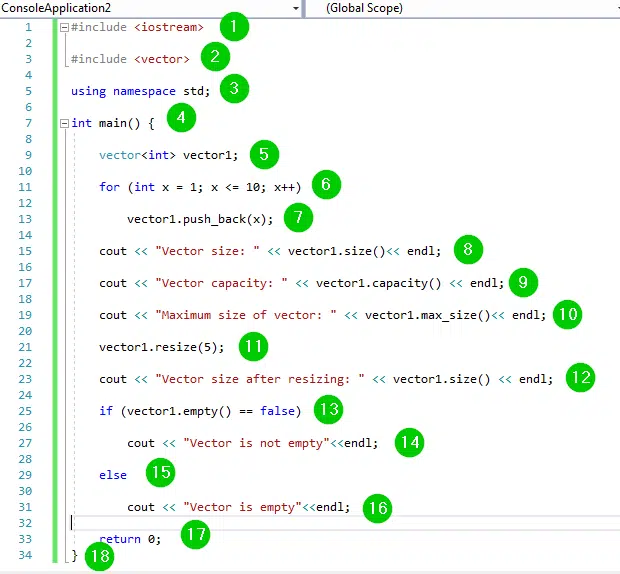 ConsoleApplication2 (Global Scope)
1 #include <iostream> 1
2
3 #include <vector> 2
4
5 using namespace std; 3
6
7 int main() { 4
8
9 vector<int> vector1; 5
10
11 for (int x = 1; x <= 10; x++) 6
12
13 vector1.push_back(x); 7
14
15 cout << "Vector size: " << vector1.size()<< endl; 8
16
17 cout << "Vector capacity: " << vector1.capacity() << endl; 9
18
19 cout << "Maximum size of vector: " << vector1.max_size()<< endl; 10
20
21 vector1.resize(5); 11
22
23 cout << "Vector size after resizing: " << vector1.size() << endl; 12
24
25 if (vector1.empty() == false) 13
26
27 cout << "Vector is not empty"<<endl; 14
28
29 else 15
30
31 cout << "Vector is empty"<<endl; 16
32
33 return 0; 17
34 } 18